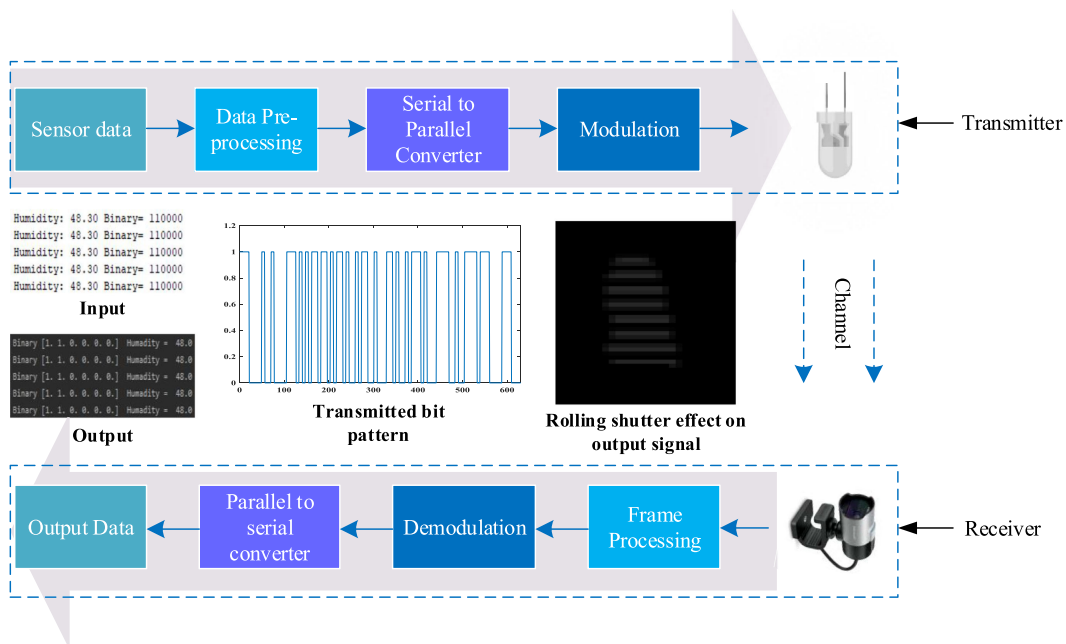 Sensor data
Data Pre-
processing
Serial to
Parallel
Converter
Modulation
Transmitter
Humidity: 48.30 Binary= 110000
Humidity: 48.30 Binary= 110000
Humidity: 48.30 Binary= 110000
Humidity: 48.30 Binary= 110000
Humidity: 48.30 Binary= 110000
Input
Binary [1. 1. 0. 0. 0. 0.] Humadity = 48.0
Binary [1. 1. 0. 0. 0. 0.] Humadity = 48.0
Binary [1. 1. 0. 0. 0. 0.] Humadity = 48.0
Binary [1. 1. 0. 0. 0. 0.] Humadity = 48.0
Binary [1. 1. 0. 0. 0. 0.] Humadity = 48.0
Output
1.2
1
0.8
0.6
0.4
0.2
0
0 100 200 300 400 500 600
Transmitted bit
pattern
Rolling shutter effect on
output signal
Channel
Output Data
Parallel to
serial
converter
Demodulation
Frame
Processing
Receiver